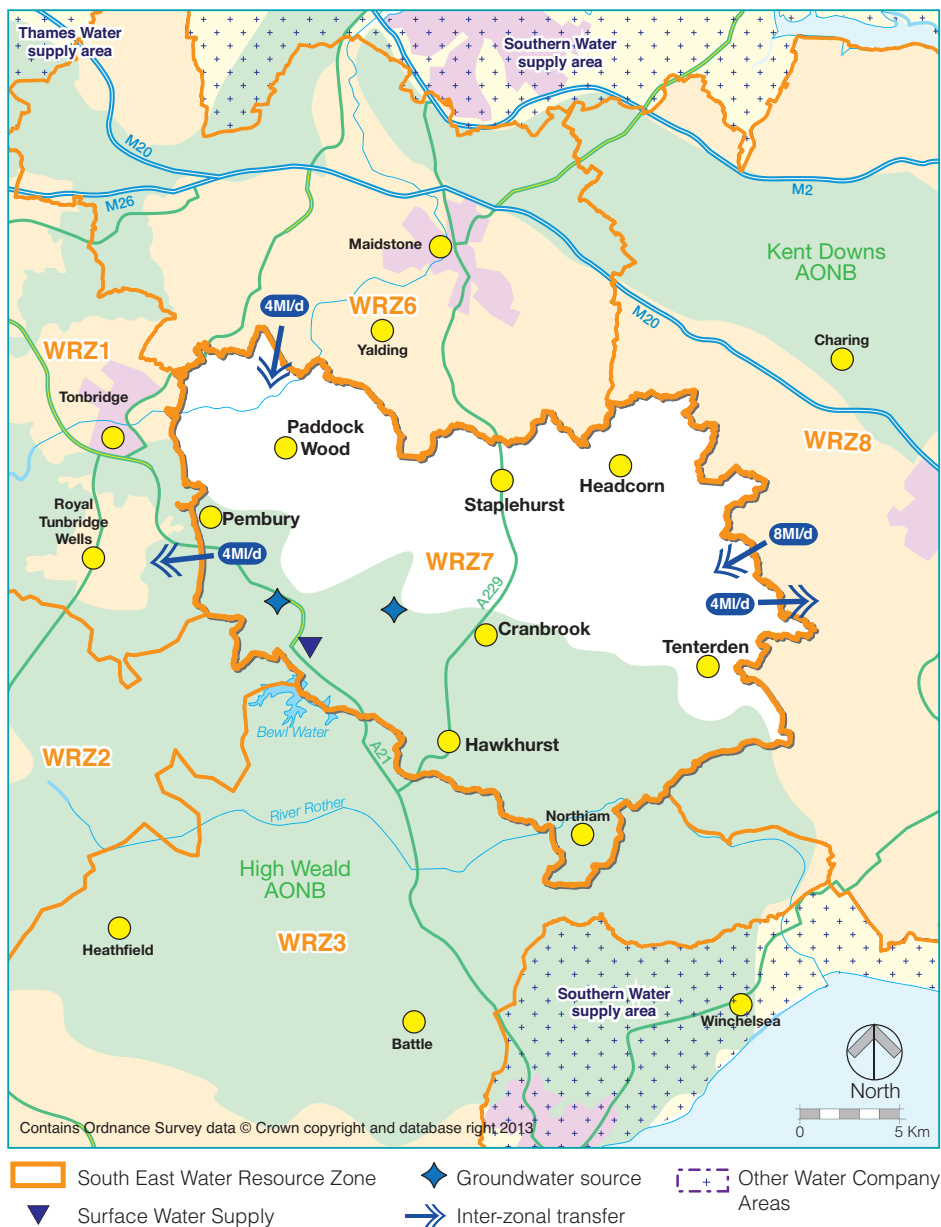 Thames Water
supply area
Southern Water
supply area
M20
M26
M2
Maidstone
Kent Downs
AONB
4Ml/d
WRZ6
M20
Yalding
Charing
WRZ1
Tonbridge
Paddock
Wood
WRZ8
Headcorn
Staplehurst
Royal
Tunbridge
Wells
Pembury
8Ml/d
4Ml/d
WRZ7
A229
4Ml/d
Cranbrook
Tenterden
Bewl Water
Hawkhurst
WRZ2
A21
River Rother
Northiam
High Weald
AONB
Heathfield
WRZ3
Southern Water
supply area
Winchelsea
Battle
North
Contains Ordnance Survey data © Crown copyright and database right 2013
0 5 Km
South East Water Resource Zone
Groundwater source
Other Water Company
Areas
Surface Water Supply
Inter-zonal transfer